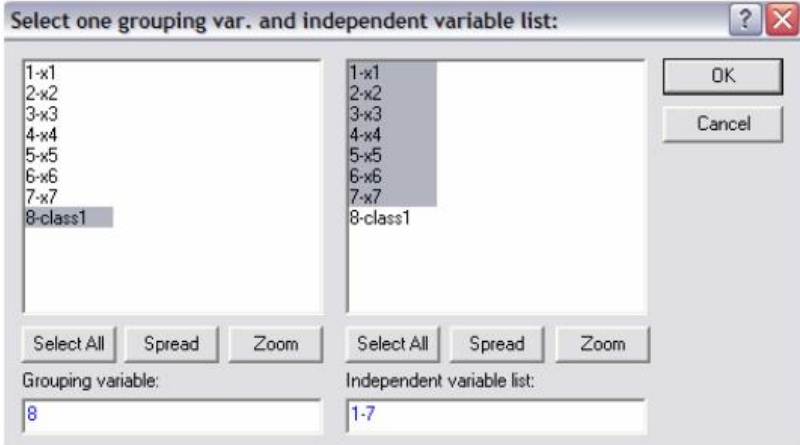 Select one grouping var. and independent variable list:
?
1-x1
2-x2
3-x3
4-x4
5-x5
6-x6
7-x7
8-class1
1-x1
2-x2
3-x3
4-x4
5-x5
6-x6
7-x7
8-class1
OK
Cancel
Select All
Spread
Zoom
Select All
Spread
Zoom
Grouping variable:
8
Independent variable list:
1-7